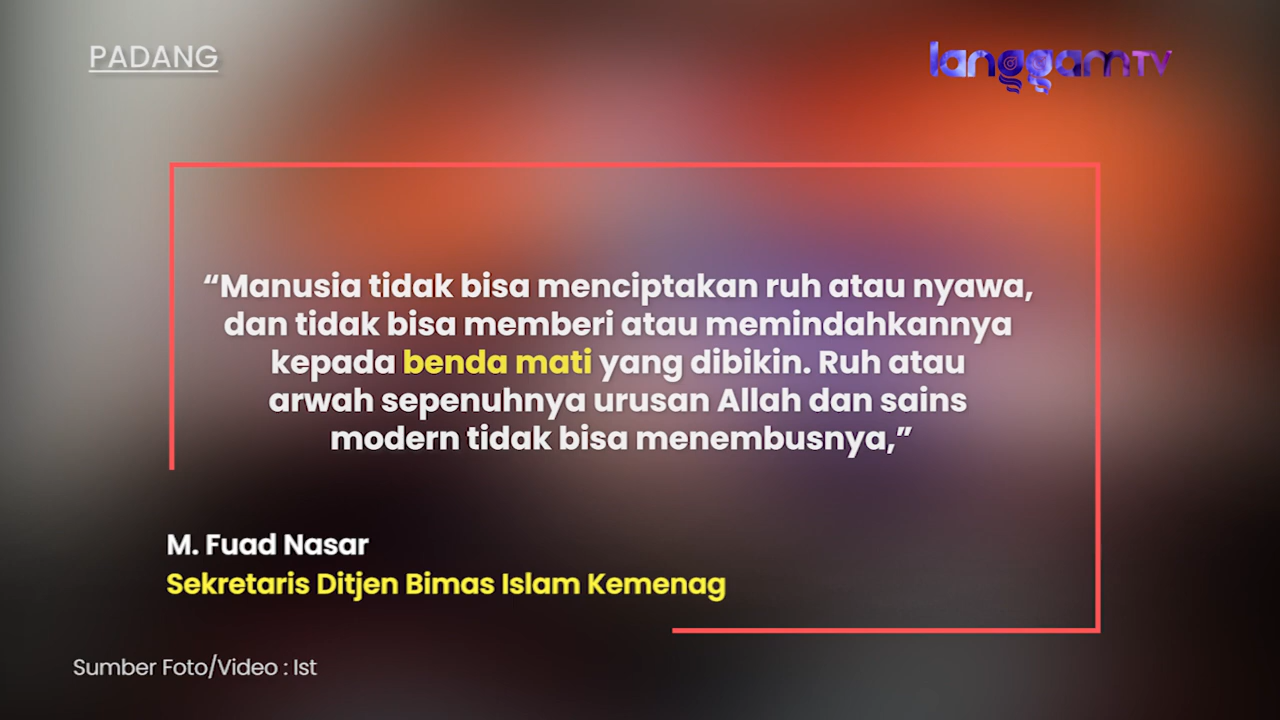 PADANG
langgamTV
“Manusia tidak bisa menciptakan ruh atau nyawa,
dan tidak bisa memberi atau memindahkannya
kepada benda mati yang dibikin. Ruh atau
arwah sepenuhnya urusan Allah dan sains
modern tidak bisa menembusnya,”
M. Fuad Nasar
Sekretaris Ditjen Bimas Islam Kemenag
Sumber Foto/Video : Ist